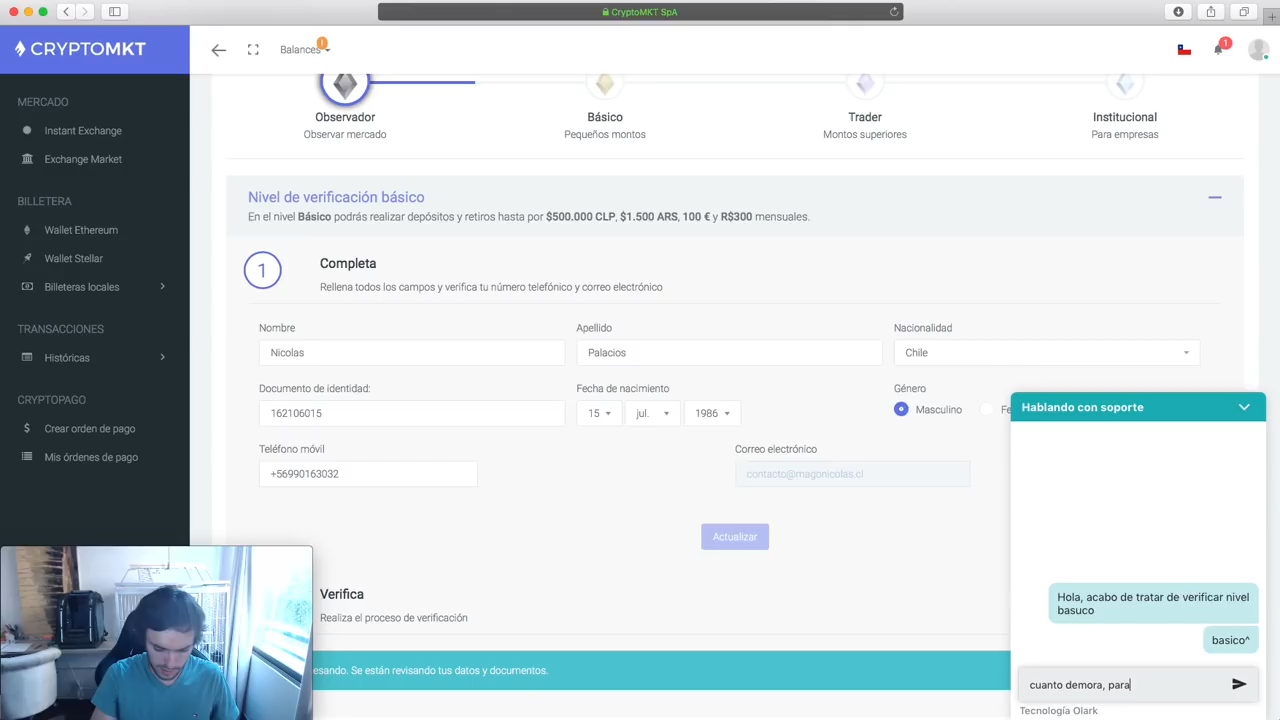 CryptoMKT SpA
CRYPTOMKT
Balances
!
1
MERCADO
Instant Exchange
Exchange Market
BILLETERA
Wallet Ethereum
Wallet Stellar
Billeteras locales
TRANSACCIONES
Históricas
CRYPTOPAGO
Crear orden de pago
Mis órdenes de pago
Observador
Observar mercado
Básico
Pequeños montos
Trader
Montos superiores
Institucional
Para empresas
Nivel de verificación básico
En el nivel Básico podrás realizar depósitos y retiros hasta por $500.000 CLP, $1.500 ARS, 100 € y R$300 mensuales.
1
Completa
Rellena todos los campos y verifica tu número telefónico y correo electrónico
Nombre
Nicolas
Apellido
Palacios
Nacionalidad
Chile
Documento de identidad:
162106015
Fecha de nacimiento
15 jul. 1986
Género
Masculino Fe
Teléfono móvil
+56990163032
Correo electrónico
contacto@magonicolas.cl
Actualizar
Verifica
Realiza el proceso de verificación
esando. Se están revisando tus datos y documentos.
Hablando con soporte
Hola, acabo de tratar de verificar nivel
basuco
basico^
cuanto demora, para
Tecnología Olark